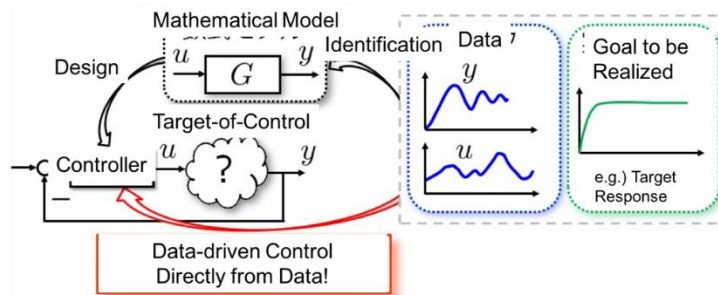 Mathematical Model
u G y
Identification
Design
Target-of-Control
Controller
u ? y
−
Data
y
u
Goal to be
Realized
e.g.) Target
Response
Data-driven Control
Directly from Data!